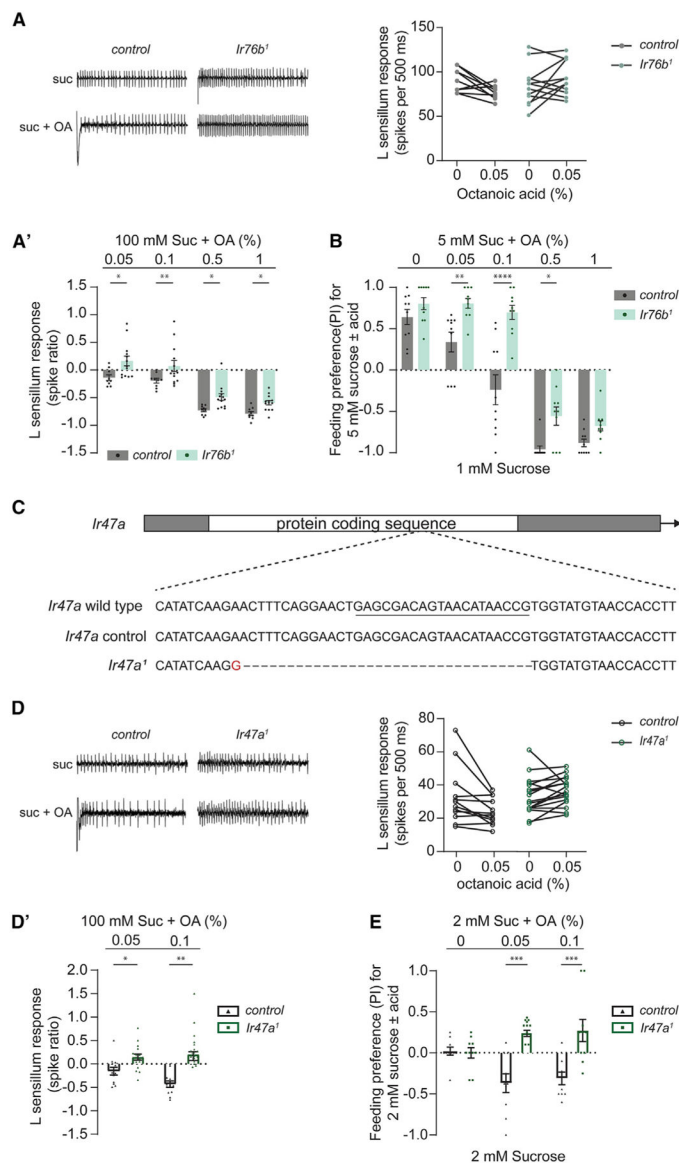 A
control
Ir76b¹
suc
suc + OA
L sensillum response
(spikes per 500 ms)
150
100
50
0
0
0.05
0
0.05
Octanoic acid (%)
control
Ir76b¹
A’
100 mM Suc + OA (%)
0.05
0.1
0.5
1
*
**
*
*
L sensillum response
(spike ratio)
1.5
1.0
0.5
0.0
-0.5
-1.0
-1.5
control
Ir76b¹
B
5 mM Suc + OA (%)
0
0.05
0.1
0.5
1
**
****
*
Feeding preference(PI) for
5 mM sucrose ± acid
1.0
0.5
0.0
-0.5
-1.0
1 mM Sucrose
control
Ir76b¹
C
Ir47a
protein coding sequence
Ir47a wild type CATATCAAGAACTTTCAGGAACTGAGCGACAGTAACATAACCGTGGTATGTAACCACCTT
Ir47a control CATATCAAGAACTTTCAGGAACTGAGCGACAGTAACATAACCGTGGTATGTAACCACCTT
Ir47a¹ CATATCAAGG--------------------------------TGGTATGTAACCACCTT
D
control
Ir47a¹
suc
suc + OA
L sensillum response
(spikes per 500 ms)
80
60
40
20
0
0
0.05
0
0.05
octanoic acid (%)
control
Ir47a¹
D’
100 mM Suc + OA (%)
0.05
0.1
*
**
L sensillum response
(spike ratio)
2.0
1.5
1.0
0.5
0.0
-0.5
-1.0
-1.5
control
Ir47a¹
E
2 mM Suc + OA (%)
0
0.05
0.1
***
***
Feeding preference (PI) for
2 mM sucrose ± acid
1.0
0.5
0.0
-0.5
-1.0
2 mM Sucrose
control
Ir47a¹